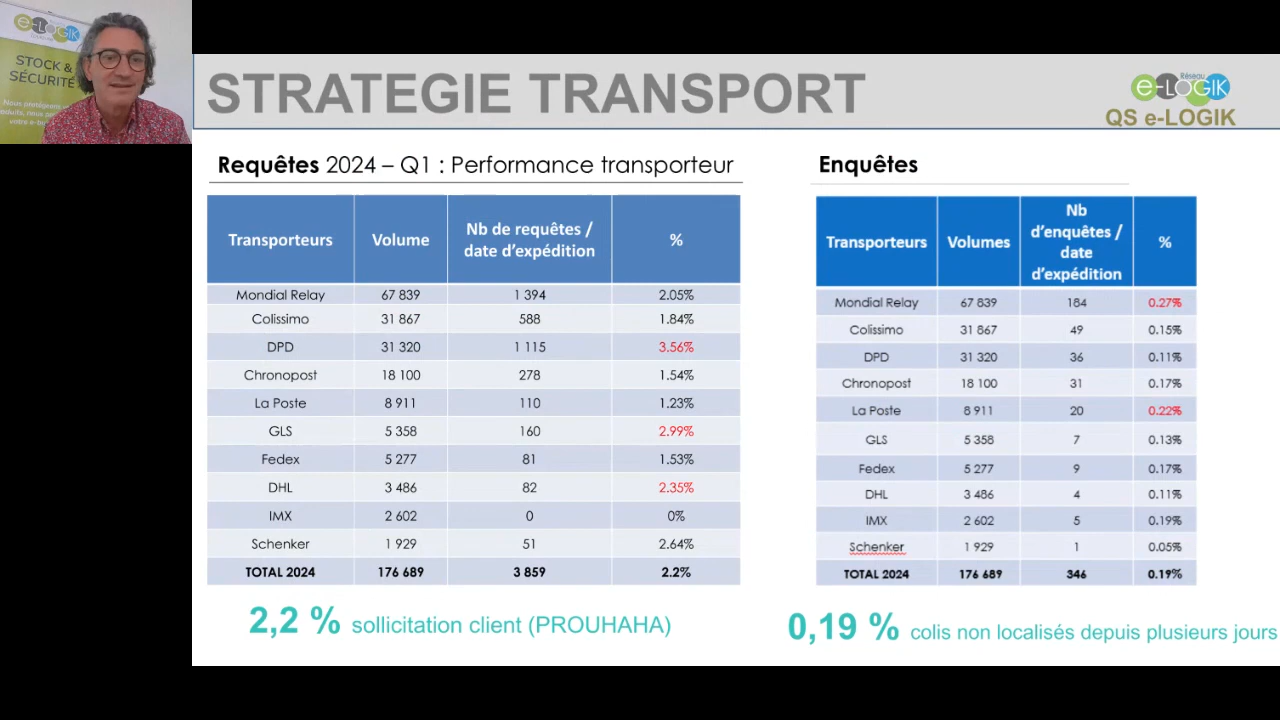 e-LOGIK
STOCK &
SÉCURITÉ
STRATEGIE TRANSPORT
Réseau
e-LOGIK
QS e-LOGIK
Requêtes 2024 – Q1 : Performance transporteur
Transporteurs Volume Nb de requêtes / date d'expédition %
Mondial Relay 67 839 1 394 2.05%
Colissimo 31 867 588 1.84%
DPD 31 320 1 115 3.56%
Chronopost 18 100 278 1.54%
La Poste 8 911 110 1.23%
GLS 5 358 160 2.99%
Fedex 5 277 81 1.53%
DHL 3 486 82 2.35%
IMX 2 602 0 0%
Schenker 1 929 51 2.64%
TOTAL 2024 176 689 3 859 2.2%
2,2 % sollicitation client (PROUHAHA)
Enquêtes
Transporteurs Volumes Nb d'enquêtes / date d'expédition %
Mondial Relay 67 839 184 0.27%
Colissimo 31 867 49 0.15%
DPD 31 320 36 0.11%
Chronopost 18 100 31 0.17%
La Poste 8 911 20 0.22%
GLS 5 358 7 0.13%
Fedex 5 277 9 0.17%
DHL 3 486 4 0.11%
IMX 2 602 5 0.19%
Schenker 1 929 1 0.05%
TOTAL 2024 176 689 346 0.19%
0,19 % colis non localisés depuis plusieurs jours